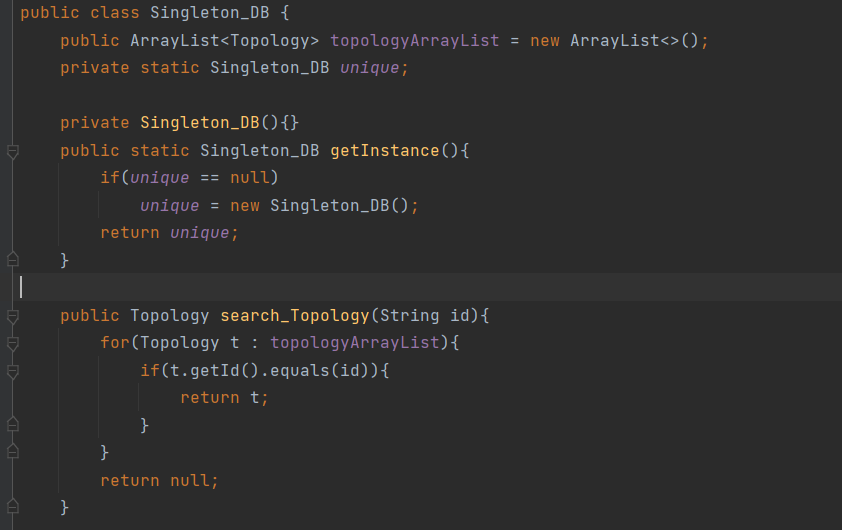 public class Singleton_DB {
    public ArrayList<Topology> topologyArrayList = new ArrayList<>();
    private static Singleton_DB unique;

    private Singleton_DB(){}
    public static Singleton_DB getInstance(){
        if(unique == null)
            unique = new Singleton_DB();
        return unique;
    }

    public Topology search_Topology(String id){
        for(Topology t : topologyArrayList){
            if(t.getId().equals(id)){
                return t;
            }
        }
        return null;
    }